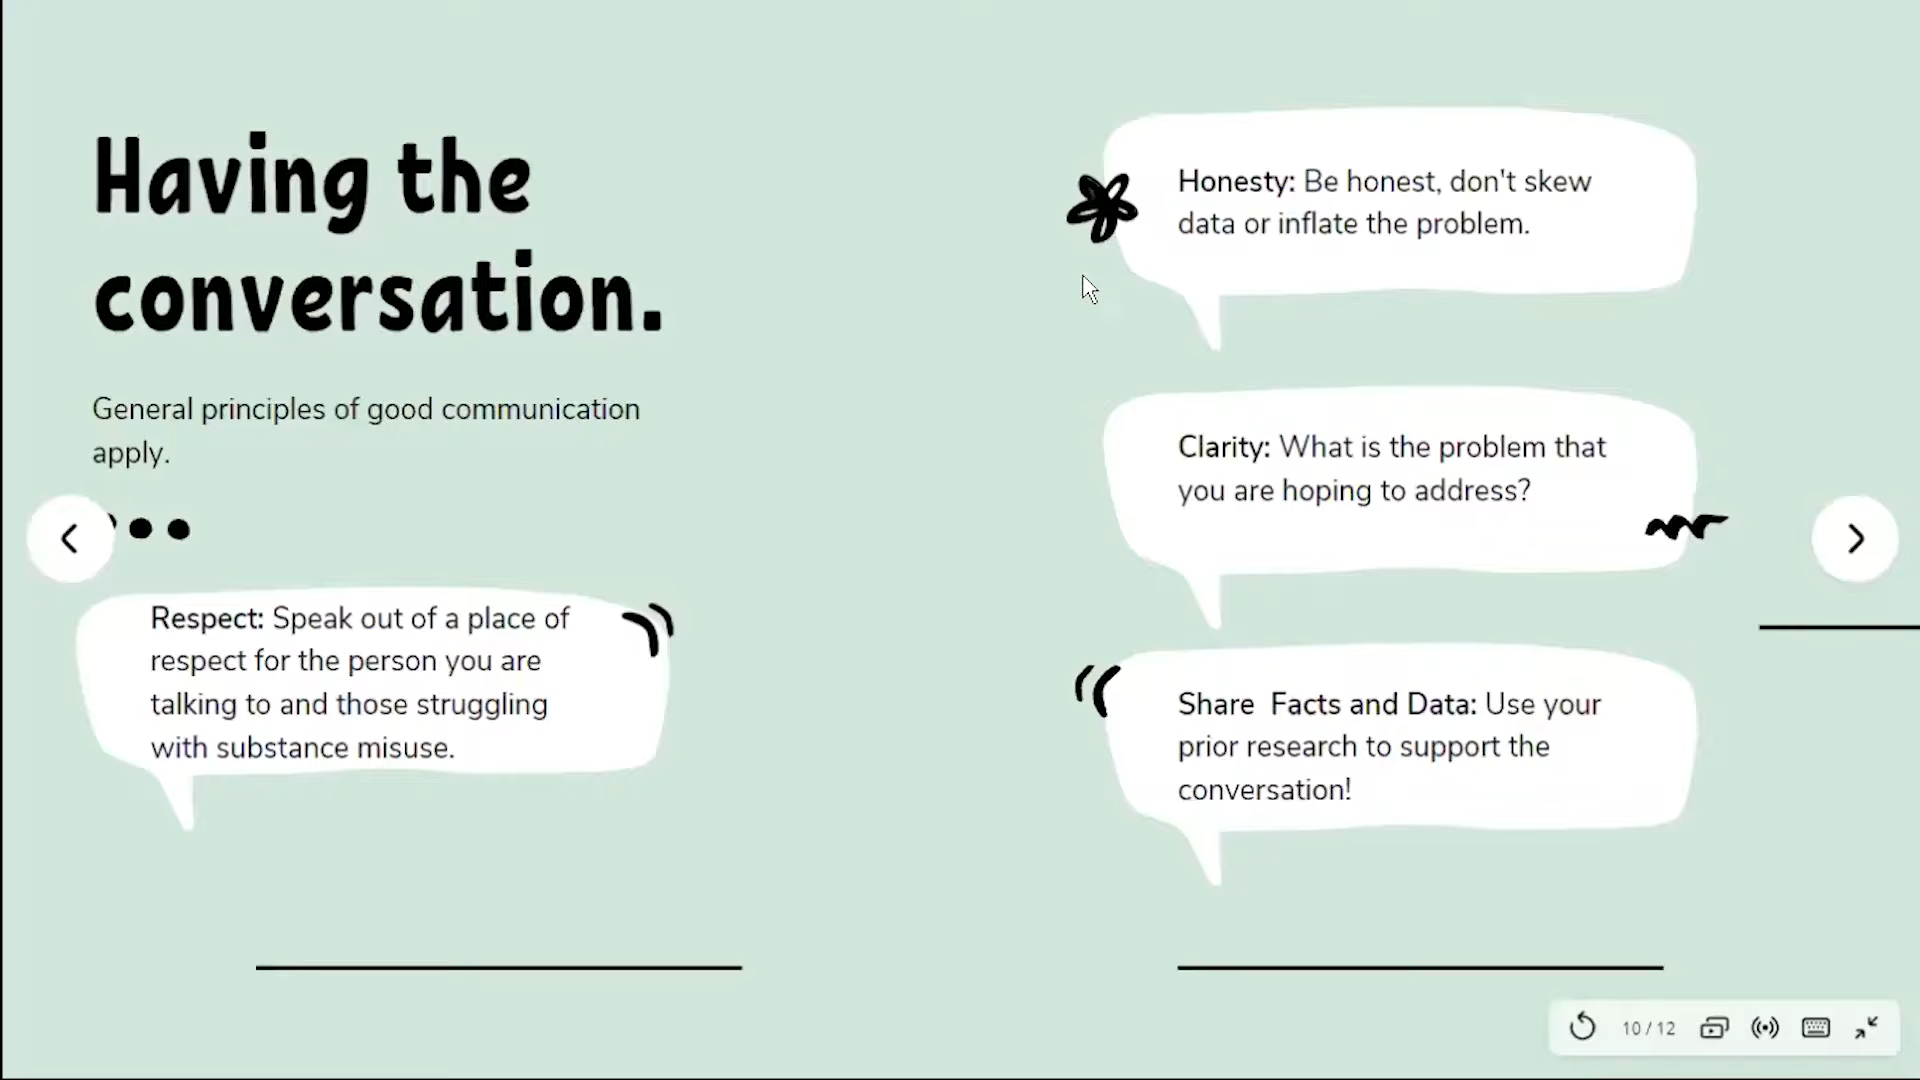 Having the
conversation.
General principles of good communication
apply.
Respect: Speak out of a place of
respect for the person you are
talking to and those struggling
with substance misuse.
Honesty: Be honest, don't skew
data or inflate the problem.
Clarity: What is the problem that
you are hoping to address?
Share  Facts and Data: Use your
prior research to support the
conversation!
10 / 12